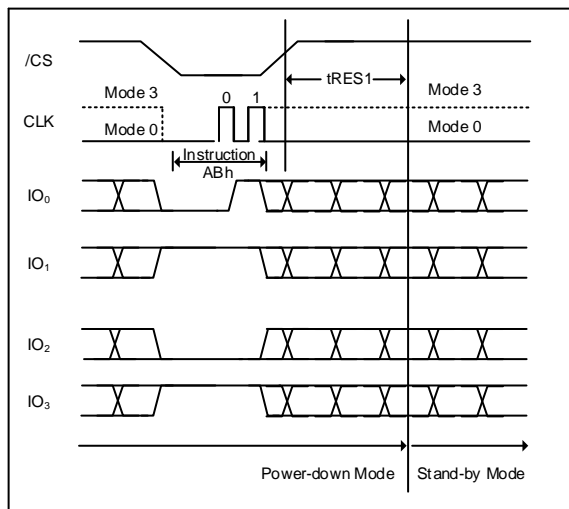 /CS
tRES1
Mode 3
0 1
Mode 3
CLK
Mode 0
Mode 0
Instruction
ABh
IO₀
IO₁
IO₂
IO₃
Power-down Mode
Stand-by Mode